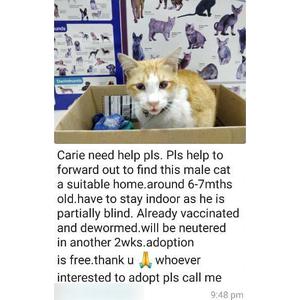 Dachshunds
Carie need help pls. Pls help to
forward out to find this male cat
a suitable home.around 6-7mths
old.have to stay indoor as he is
partially blind. Already vaccinated
and dewormed.will be neutered
in another 2wks.adoption
is free.thank u 🙏 whoever
interested to adopt pls call me
9:48 pm